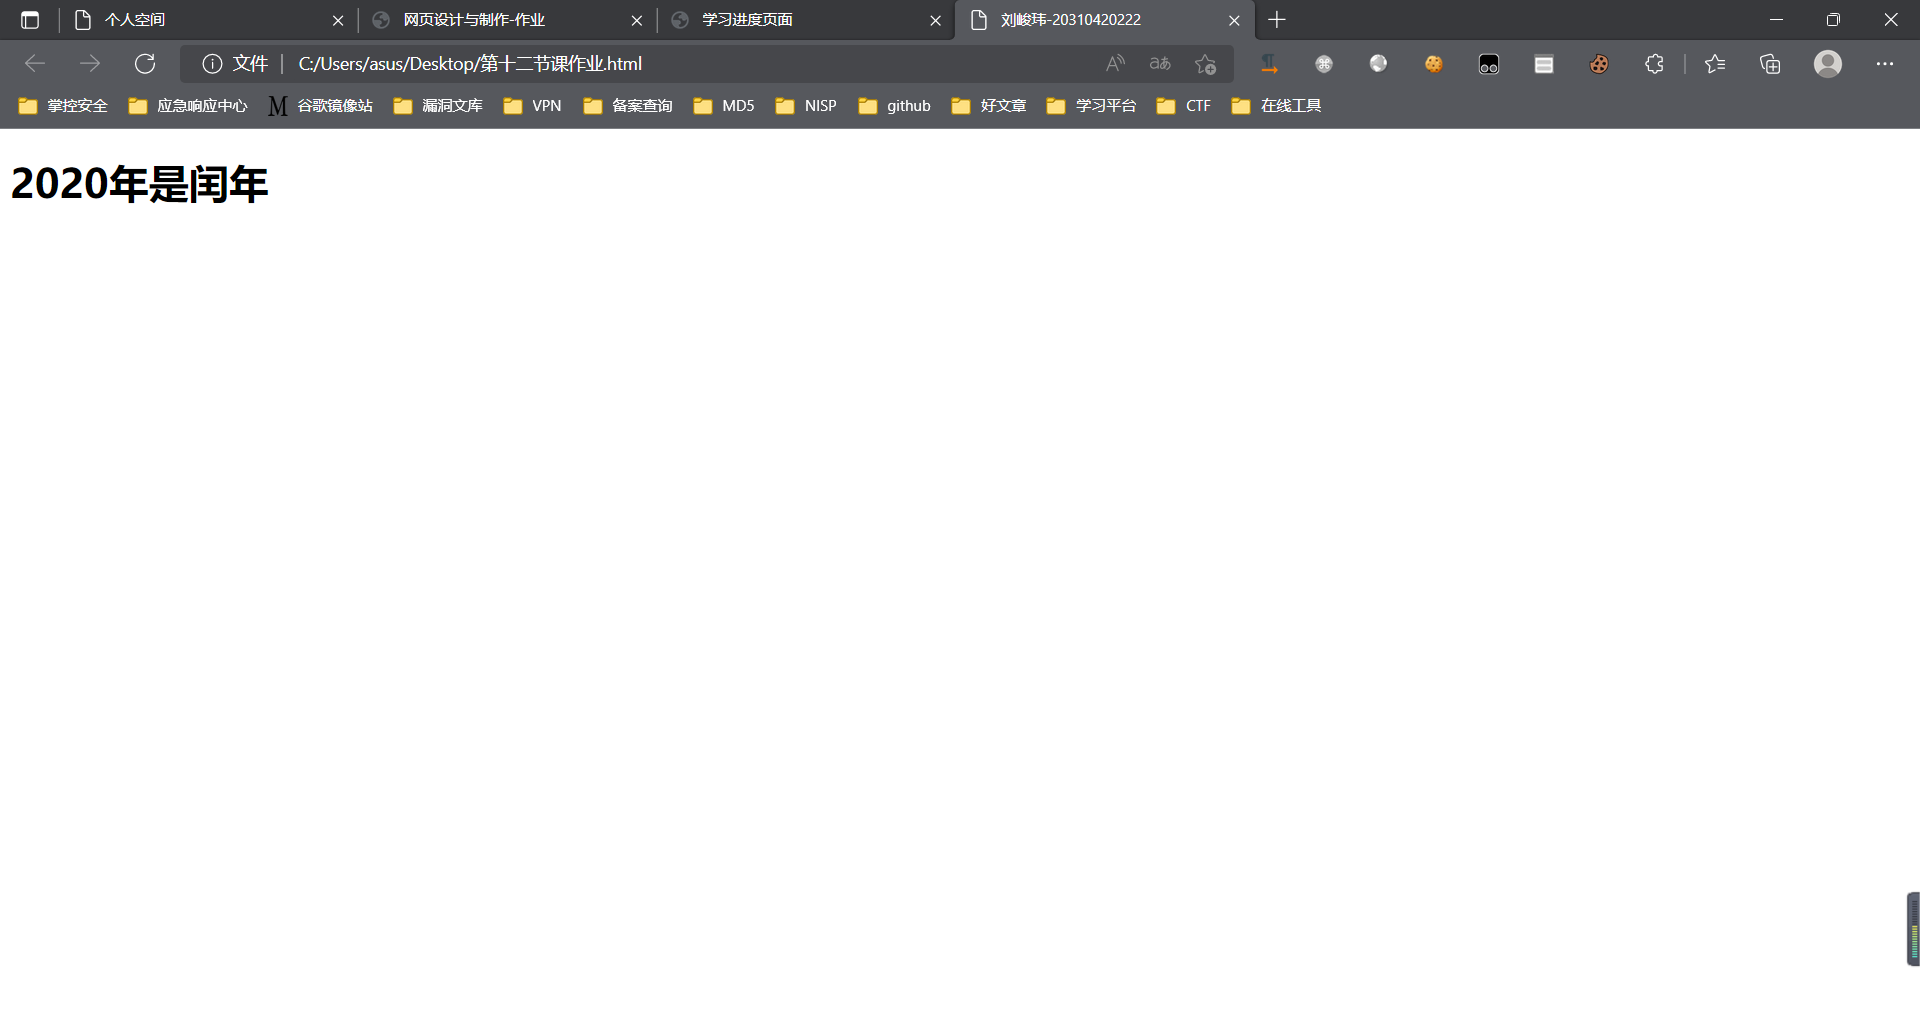 个人空间 网页设计与制作-作业 学习进度页面 刘峻玮-20310420222
文件 C:/Users/asus/Desktop/第十二节课作业.html
掌控安全 应急响应中心 M 谷歌镜像站 漏洞文库 VPN 备案查询 MD5 NISP github 好文章 学习平台 CTF 在线工具
2020年是闰年